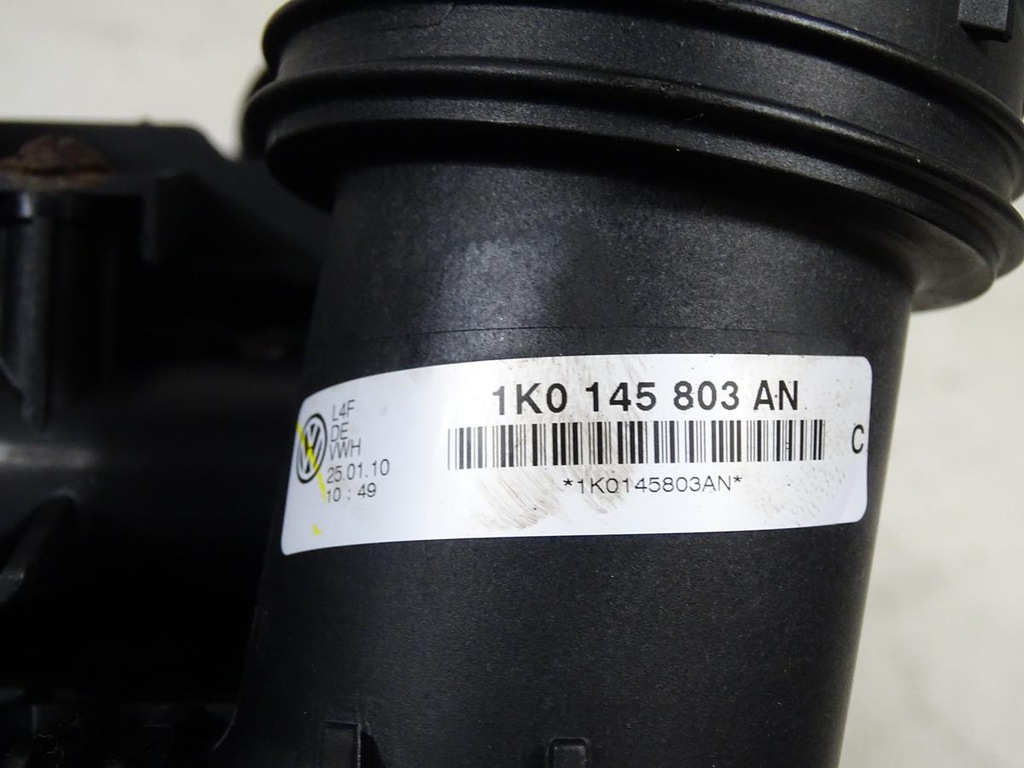 1K0 145 803 AN
L4F
DE
VWH
25.01.10
10 : 49
C
*1K0145803AN*